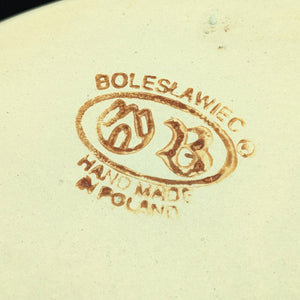 BOLESŁAWIEC ®
HAND MADE
IN POLAND